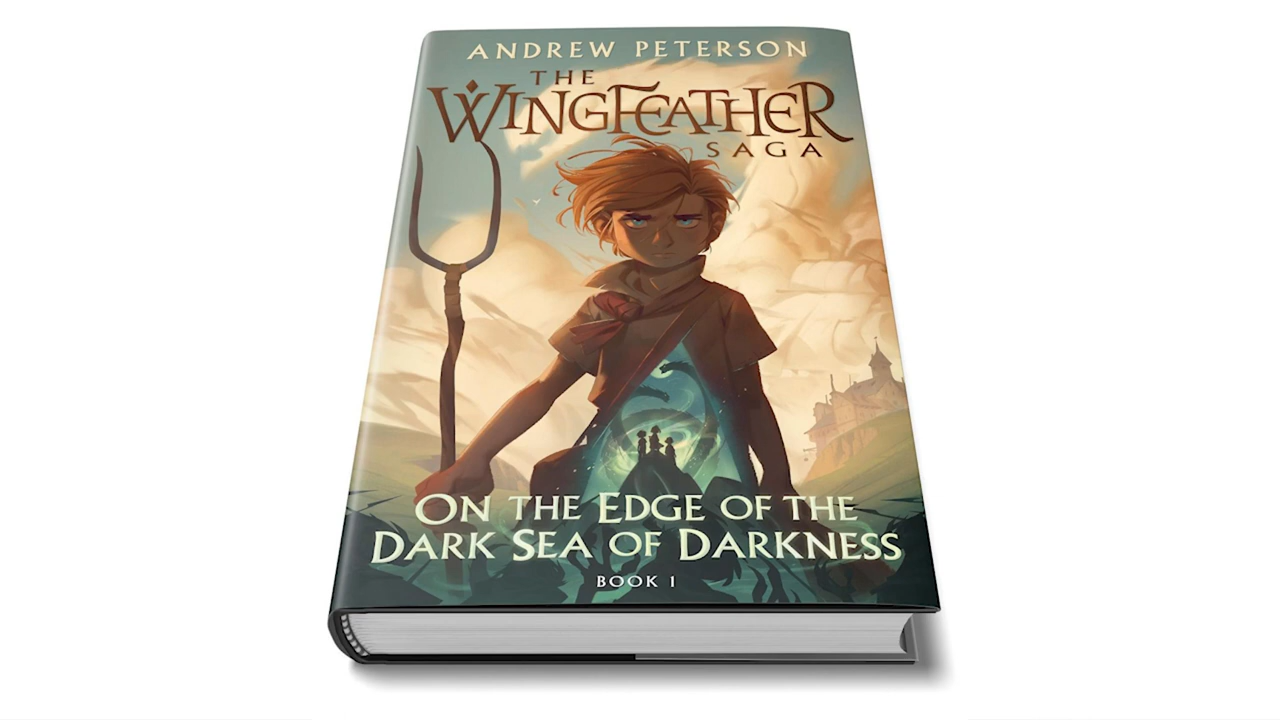 ANDREW PETERSON
THE
WINGFEATHER
SAGA
ON THE EDGE OF THE
DARK SEA OF DARKNESS
BOOK 1